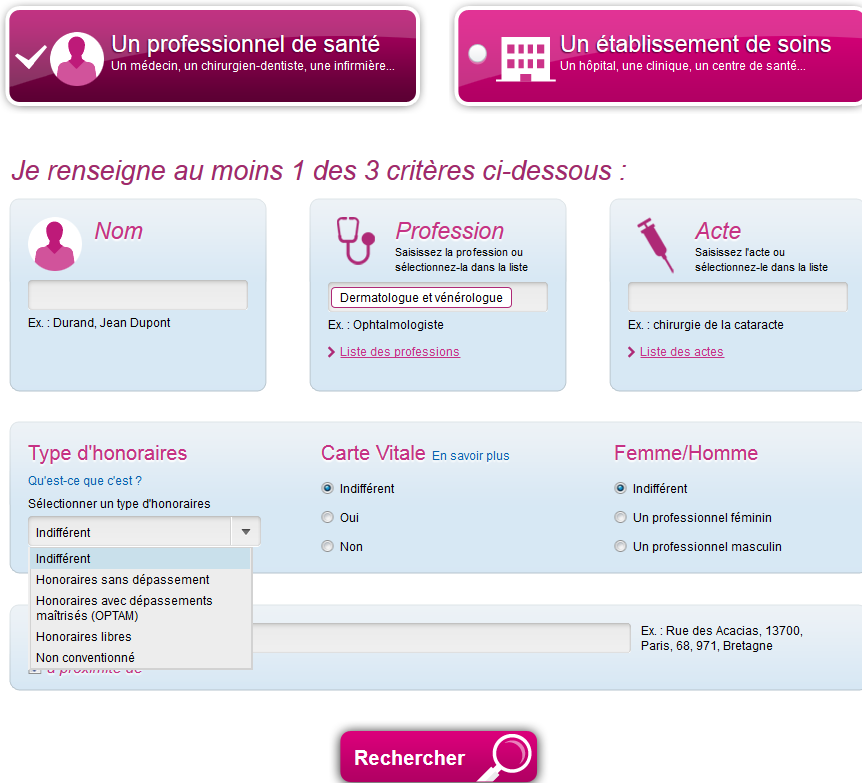 Un professionnel de santé
Un médecin, un chirurgien-dentiste, une infirmière...
Un établissement de soins
Un hôpital, une clinique, un centre de santé...
Je renseigne au moins 1 des 3 critères ci-dessous :
Nom
Ex. : Durand, Jean Dupont
Profession
Saisissez la profession ou
sélectionnez-la dans la liste
Dermatologue et vénérologue
Ex. : Ophtalmologiste
Liste des professions
Acte
Saisissez l'acte ou
sélectionnez-le dans la liste
Ex. : chirurgie de la cataracte
Liste des actes
Type d'honoraires
Qu'est-ce que c'est ?
Sélectionner un type d'honoraires
Indifférent
Indifférent
Honoraires sans dépassement
Honoraires avec dépassements
maîtrisés (OPTAM)
Honoraires libres
Non conventionné
Carte Vitale En savoir plus
Indifférent
Oui
Non
Femme/Homme
Indifférent
Un professionnel féminin
Un professionnel masculin
Ex. : Rue des Acacias, 13700,
Paris, 68, 971, Bretagne
à proximité de
Rechercher